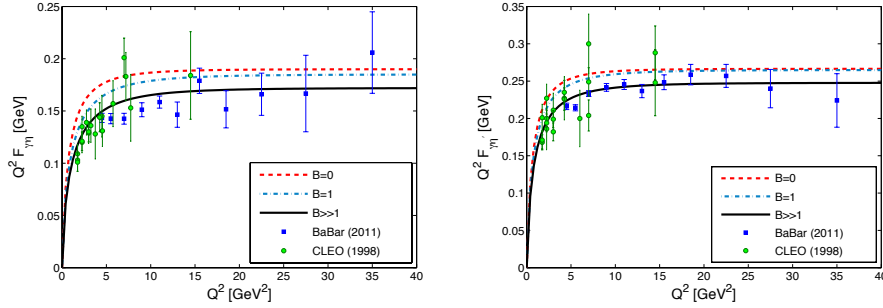 0.25
0.2
0.15
0.1
0.05
0
Q² F_γη [GeV]
0 5 10 15 20 25 30 35 40
Q² [GeV²]
B=0
B=1
B>>1
BaBar (2011)
CLEO (1998)
0.35
0.3
0.25
0.2
0.15
0.1
0.05
0
Q² F_γη′ [GeV]
0 5 10 15 20 25 30 35 40
Q² [GeV²]
B=0
B=1
B>>1
BaBar (2011)
CLEO (1998)